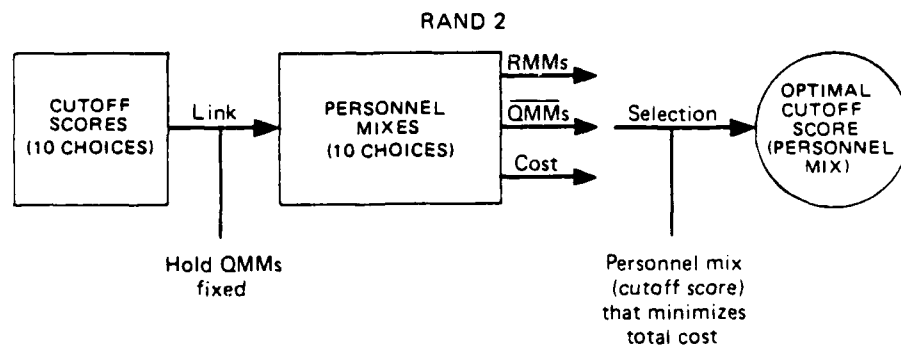 RAND 2
CUTOFF
SCORES
(10 CHOICES)
Link
Hold QMMs
fixed
PERSONNEL
MIXES
(10 CHOICES)
RMMs
QMMs
Cost
Selection
Personnel mix
(cutoff score)
that minimizes
total cost
OPTIMAL
CUTOFF
SCORE
(PERSONNEL
MIX)